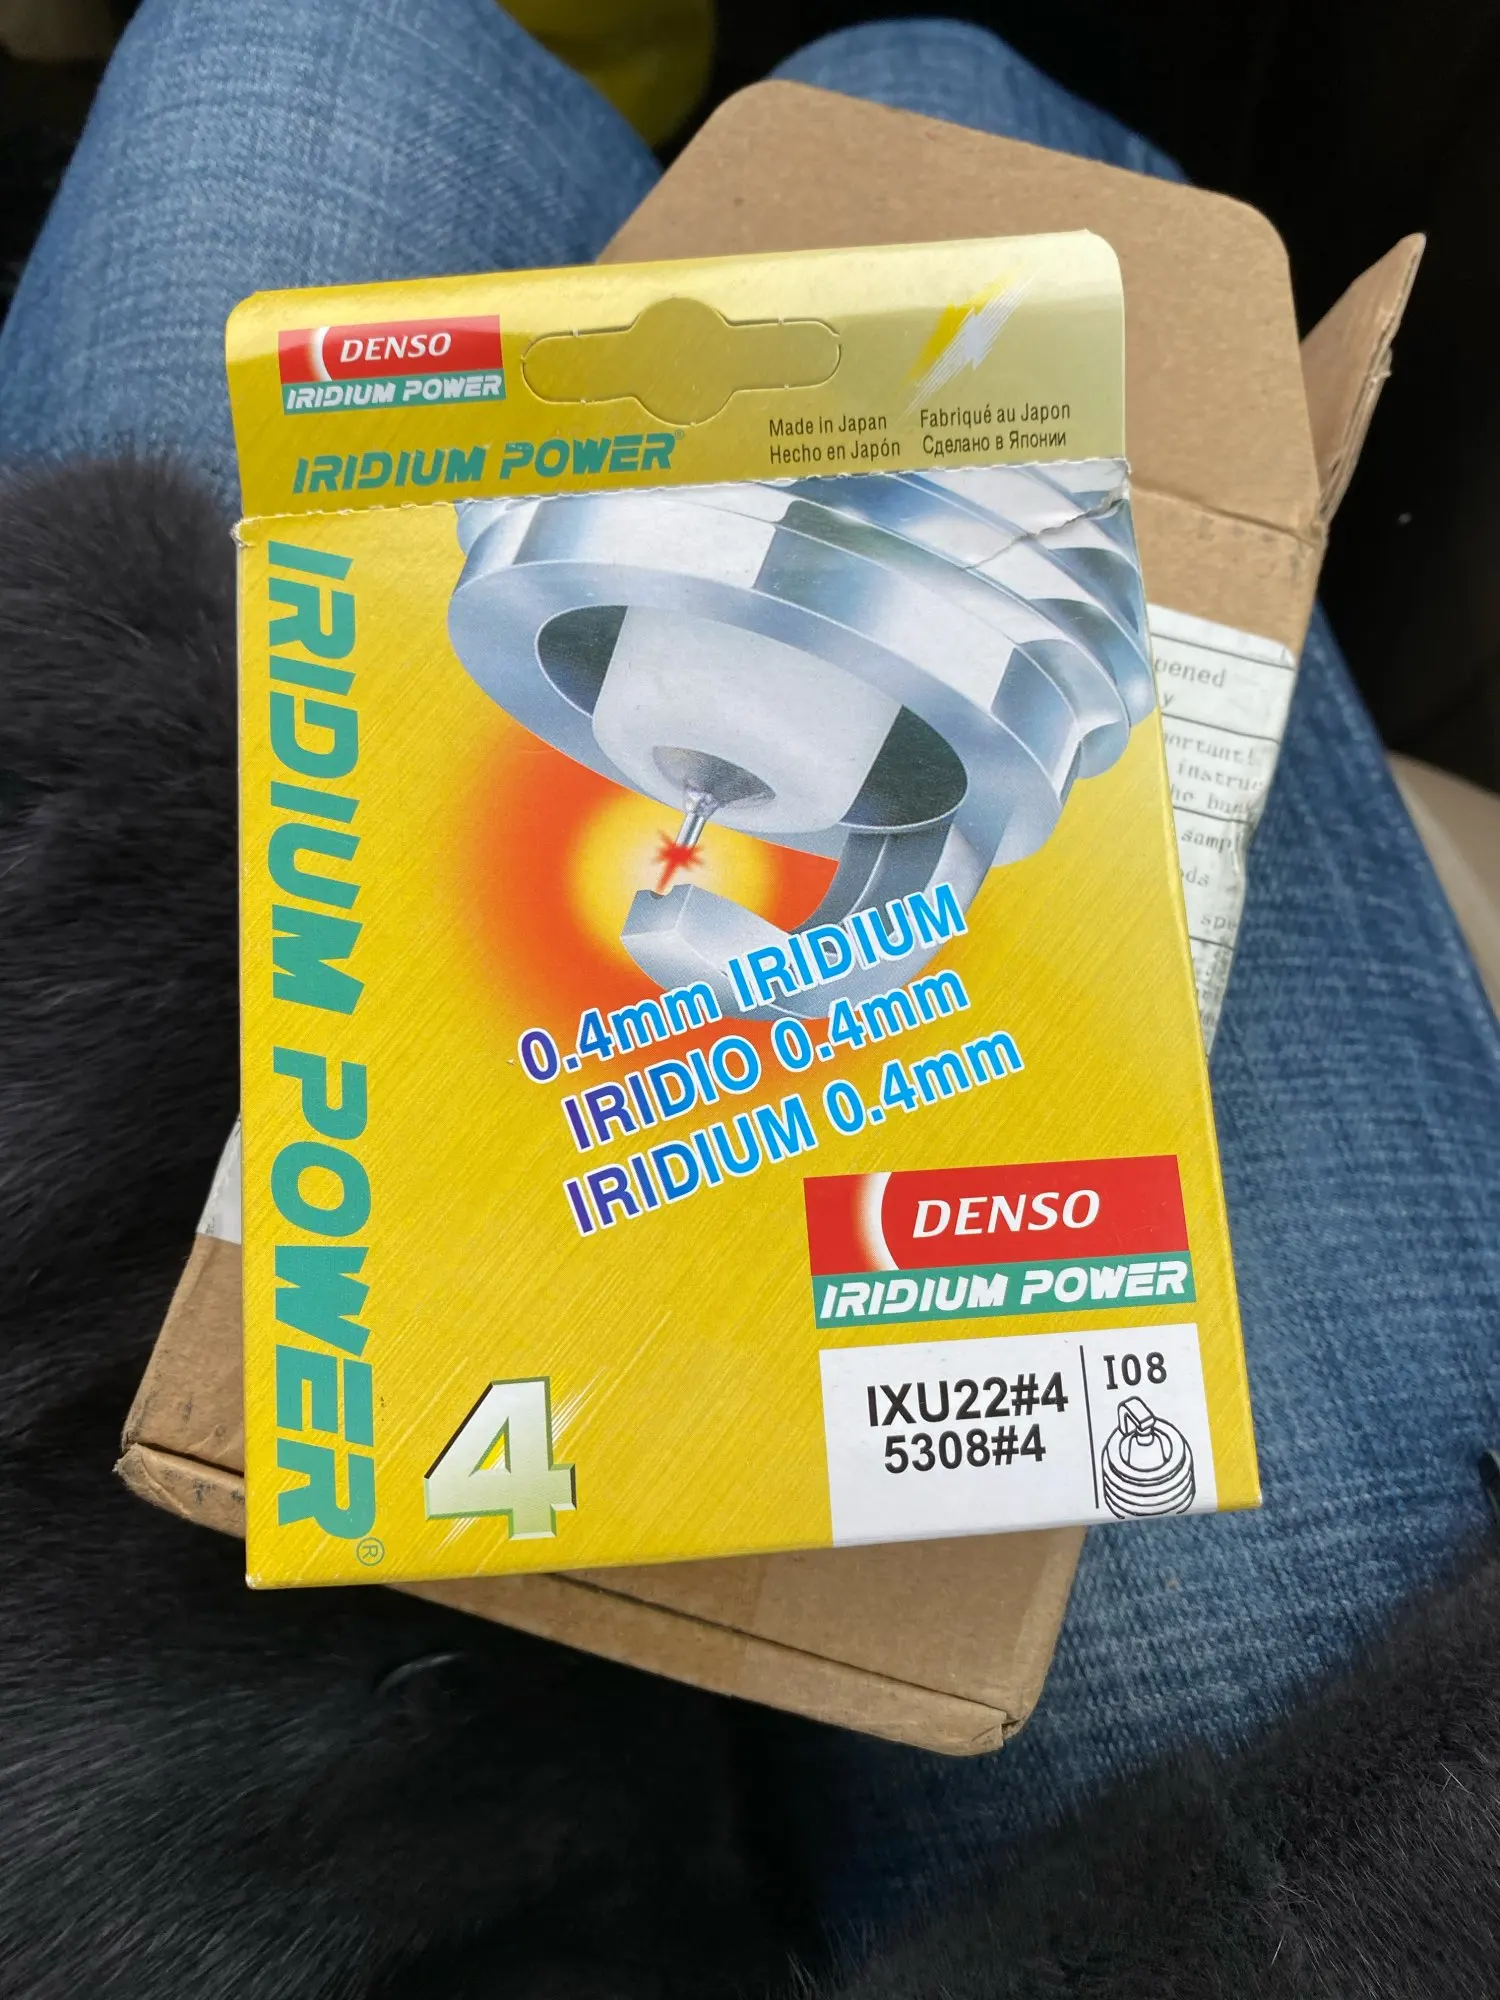 DENSO
IRIDIUM POWER
IRIDIUM POWER®
Made in Japan
Fabriqué au Japon
Hecho en Japón
Сделано в Японии
IRIDIUM POWER®
0.4mm IRIDIUM
IRIDIO 0.4mm
IRIDIUM 0.4mm
DENSO
IRIDIUM POWER
IXU22#4
5308#4
I08
4